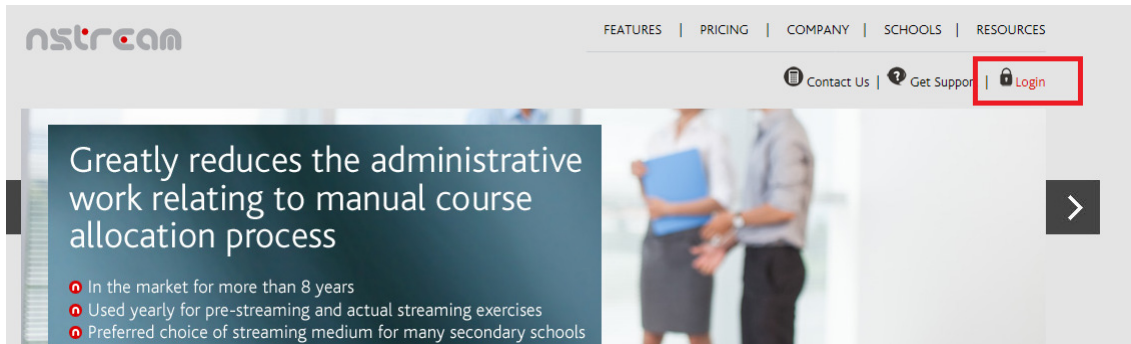 nstream
FEATURES | PRICING | COMPANY | SCHOOLS | RESOURCES
Contact Us | Get Suppor | Login
Greatly reduces the administrative
work relating to manual course
allocation process
In the market for more than 8 years
Used yearly for pre-streaming and actual streaming exercises
Preferred choice of streaming medium for many secondary schools